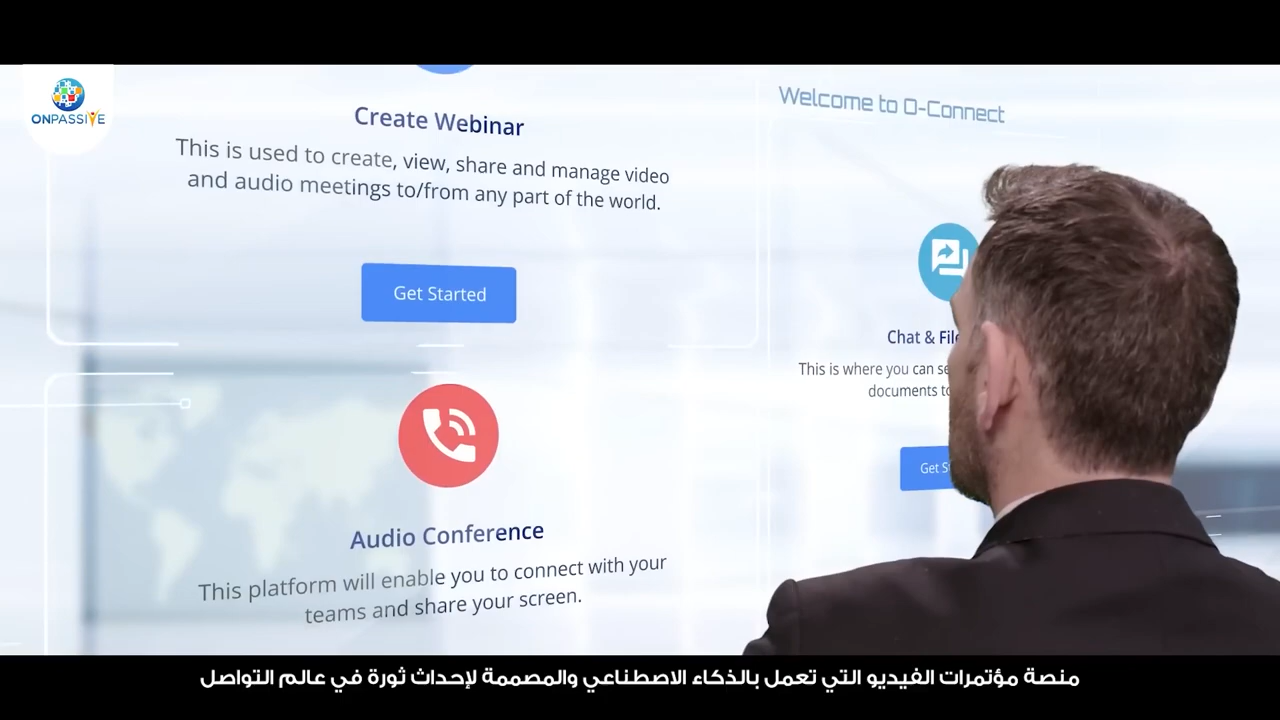 ONPASSIVE
Create Webinar
This is used to create, view, share and manage video
and audio meetings to/from any part of the world.
Get Started
Audio Conference
This platform will enable you to connect with your
teams and share your screen.
Welcome to O-Connect
Chat &
This is where you can
documents
Get
منصة مؤتمرات الفيديو التي تعمل بالذكاء الاصطناعي والمصممة لإحداث ثورة في عالم التواصل